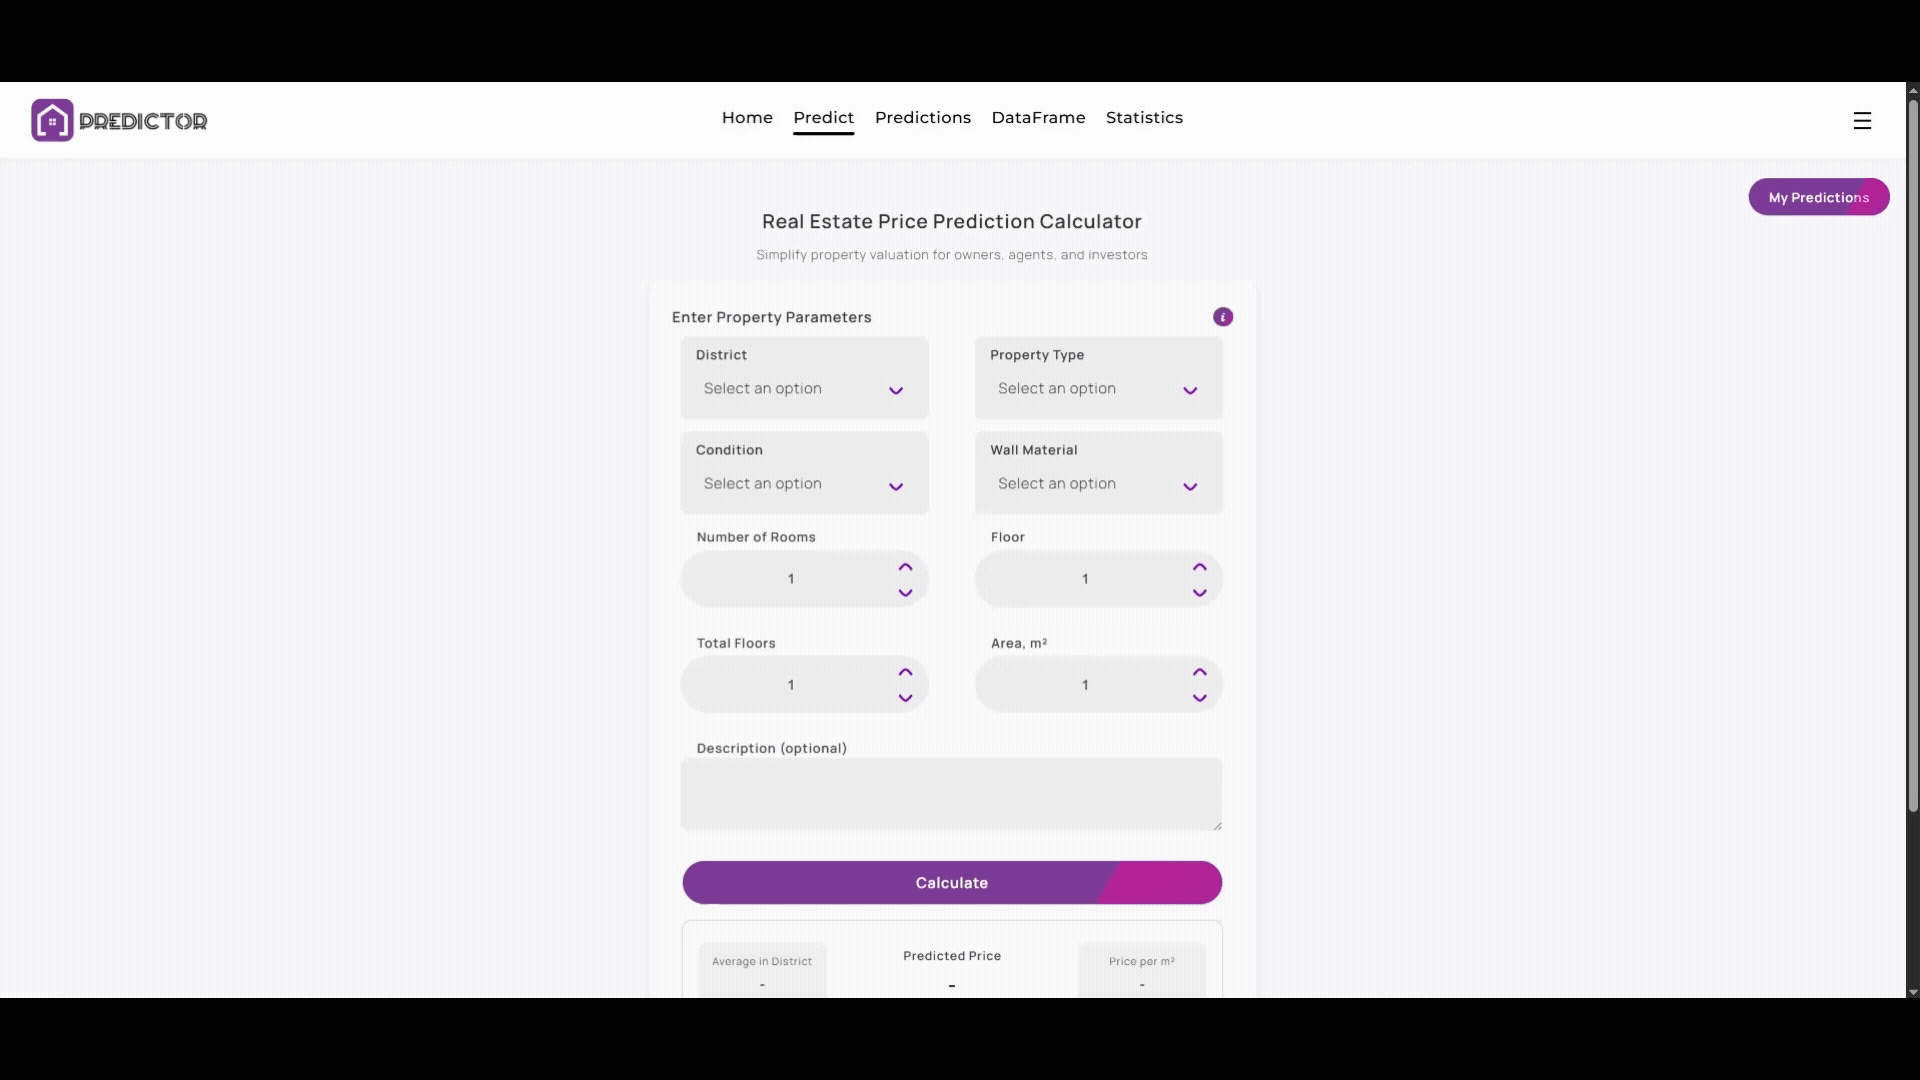 PREDICTOR
Home Predict Predictions DataFrame Statistics
My Predictions
Real Estate Price Prediction Calculator
Simplify property valuation for owners, agents, and investors
Enter Property Parameters
i
District Property Type
Select an option Select an option
Condition Wall Material
Select an option Select an option
Number of Rooms Floor
1 1
Total Floors Area, m²
1 1
Description (optional)
Calculate
Average in District Predicted Price Price per m²
- - -